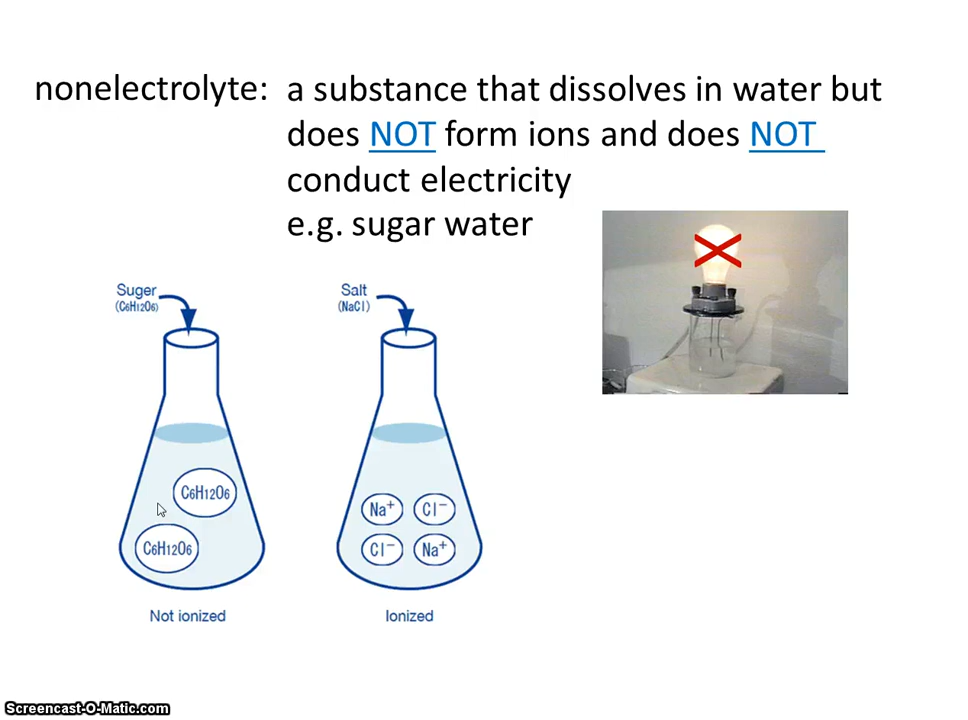 nonelectrolyte: a substance that dissolves in water but
does NOT form ions and does NOT
conduct electricity
e.g. sugar water
Suger
(C6H12O6)
Salt
(NaCl)
C6H12O6
C6H12O6
Na⁺ Cl⁻
Cl⁻ Na⁺
Not ionized
Ionized
Screencast-O-Matic.com